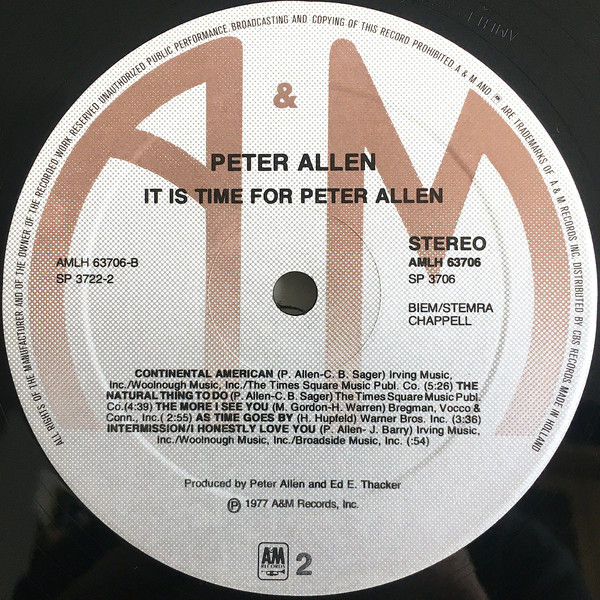 ALL RIGHTS OF THE MANUFACTURER AND OF THE OWNER OF THE RECORDED WORK RESERVED. UNAUTHORIZED PUBLIC PERFORMANCE, BROADCASTING AND COPYING OF THIS RECORD PROHIBITED. A & M AND A&M ARE TRADEMARKS OF A & M RECORDS INC. DISTRIBUTED BY CBS RECORDS. MADE IN HOLLAND
A & M
PETER ALLEN
IT IS TIME FOR PETER ALLEN
STEREO
AMLH 63706-B AMLH 63706
SP 3722-2 SP 3706
BIEM/STEMRA
CHAPPELL
CONTINENTAL AMERICAN (P. Allen-C. B. Sager) Irving Music,
Inc./Woolnough Music, Inc./The Times Square Music Publ. Co. (5:26) THE
NATURAL THING TO DO (P. Allen-C. B. Sager) The Times Square Music Publ.
Co.(4:39) THE MORE I SEE YOU (M. Gordon-H. Warren) Bregman, Vocco &
Conn., Inc. (2:55) AS TIME GOES BY (H. Hupfeld) Warner Bros. Inc. (3:36)
INTERMISSION/I HONESTLY LOVE YOU (P. Allen- J. Barry) Irving Music,
Inc./Woolnough Music, Inc./Broadside Music, Inc. (:54)
Produced by Peter Allen and Ed E. Thacker
Ⓟ 1977 A&M Records, Inc.
A&M
RECORDS
2